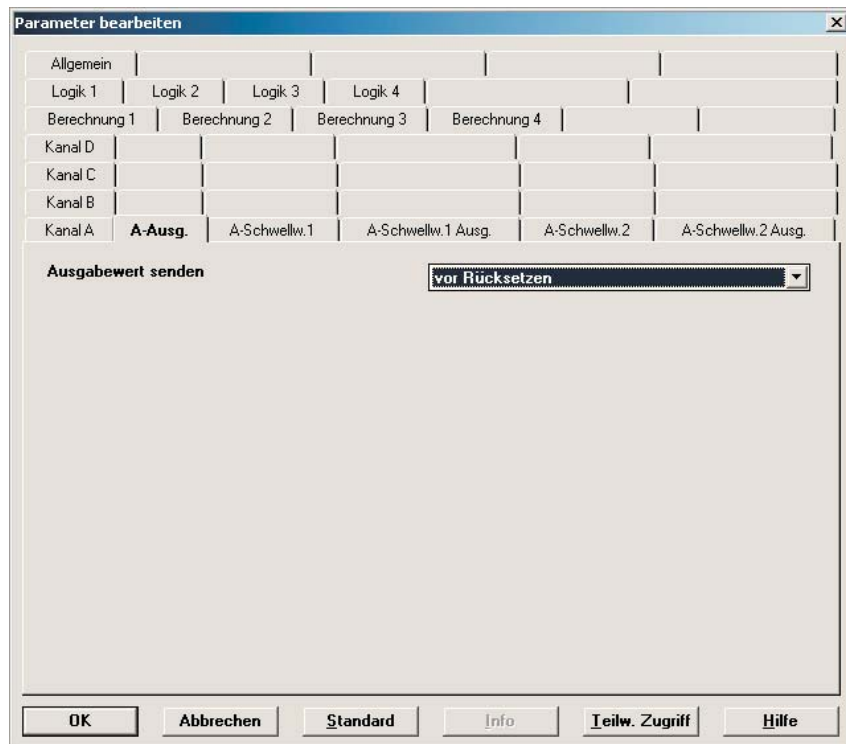 Parameter bearbeiten
Allgemein
Logik 1 Logik 2 Logik 3 Logik 4
Berechnung 1 Berechnung 2 Berechnung 3 Berechnung 4
Kanal D
Kanal C
Kanal B
Kanal A A-Ausg. A-Schwellw.1 A-Schwellw.1 Ausg. A-Schwellw.2 A-Schwellw.2 Ausg.
Ausgabewert senden vor Rücksetzen
OK Abbrechen Standard Info Teilw. Zugriff Hilfe